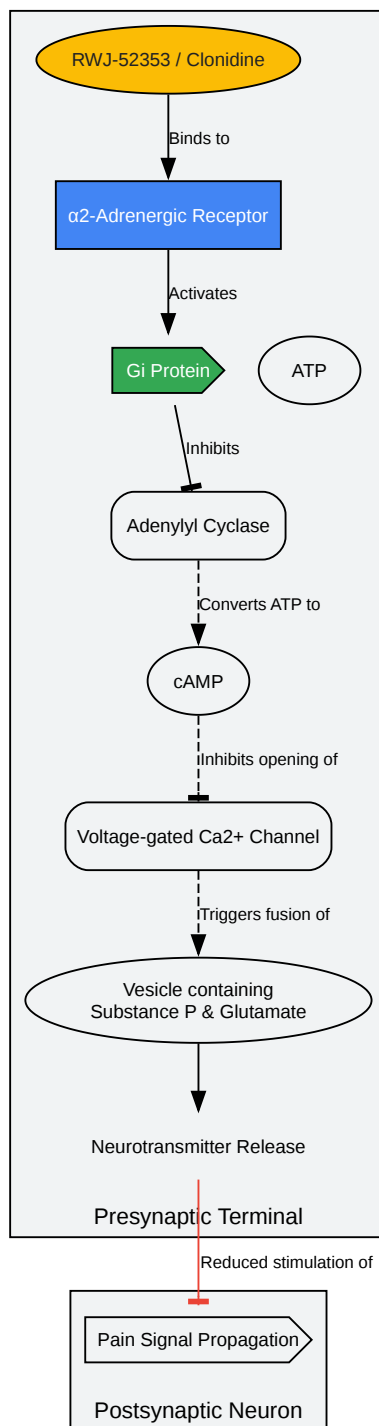 RWJ-52353 / Clonidine
Binds to
α2-Adrenergic Receptor
Activates
Gi Protein
ATP
Inhibits
Adenylyl Cyclase
Converts ATP to
cAMP
Inhibits opening of
Voltage-gated Ca2+ Channel
Triggers fusion of
Vesicle containing
Substance P & Glutamate
Neurotransmitter Release
Presynaptic Terminal
Reduced stimulation of
Pain Signal Propagation
Postsynaptic Neuron